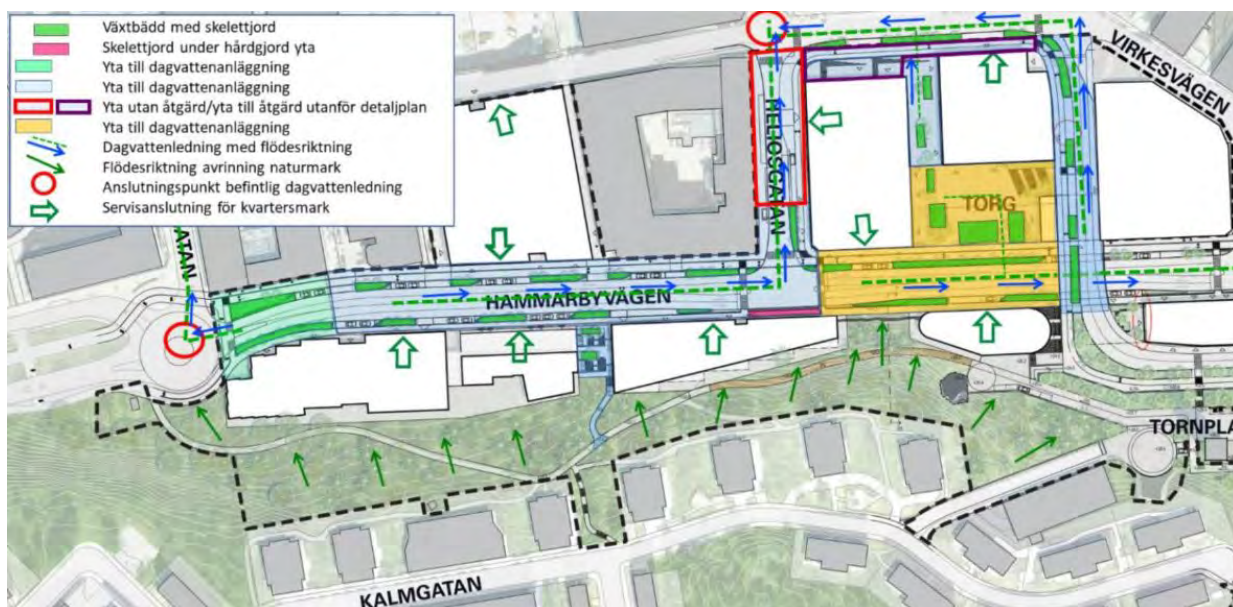 Växtbädd med skelettjord
Skelettjord under hårdgjord yta
Yta till dagvattenanläggning
Yta till dagvattenanläggning
Yta utan åtgärd/yta till åtgärd utanför detaljplan
Yta till dagvattenanläggning
Dagvattenledning med flödesriktning
Flödesriktning avrinning naturmark
Anslutningspunkt befintlig dagvattenledning
Servisanslutning för kvartersmark
VIRKESVÄGEN
HELIOSGATAN
TORG
ATAN
HAMMARBYVÄGEN
TORNPLA
KALMGATAN